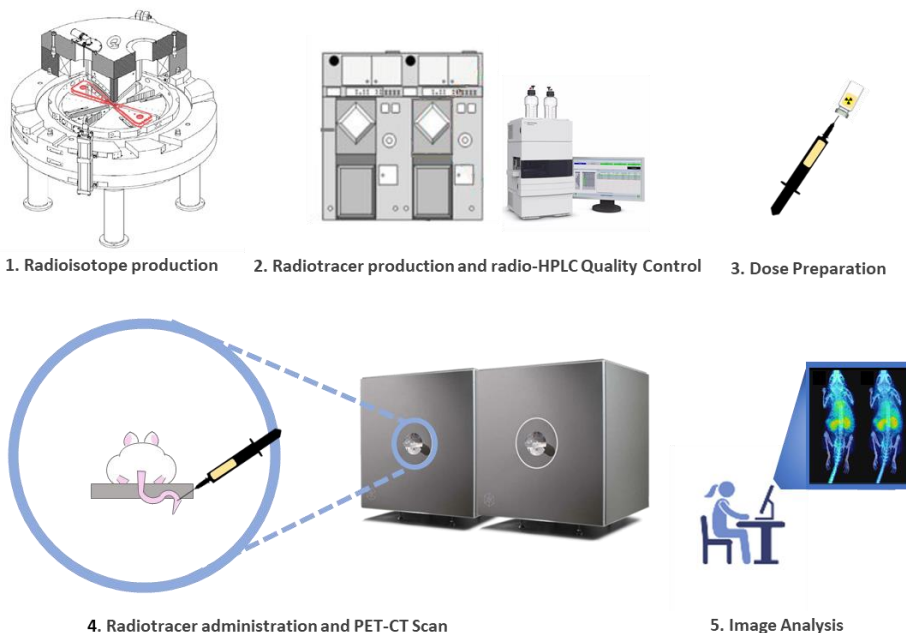 1. Radioisotope production
2. Radiotracer production and radio-HPLC Quality Control
3. Dose Preparation
4. Radiotracer administration and PET-CT Scan
5. Image Analysis